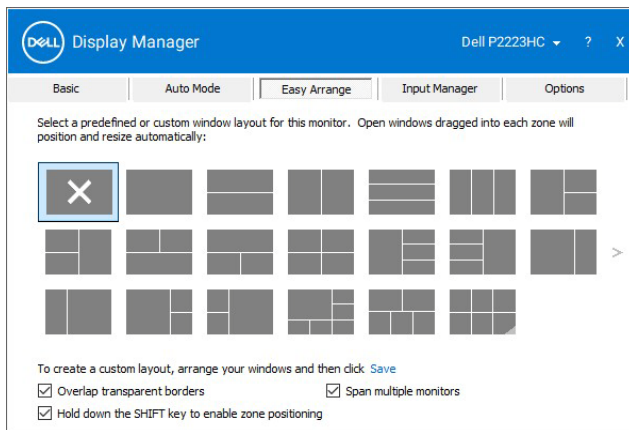 DELL Display Manager Dell P2223HC ? X
Basic Auto Mode Easy Arrange Input Manager Options
Select a predefined or custom window layout for this monitor. Open windows dragged into each zone will
position and resize automatically:
>
To create a custom layout, arrange your windows and then click Save
Overlap transparent borders Span multiple monitors
Hold down the SHIFT key to enable zone positioning